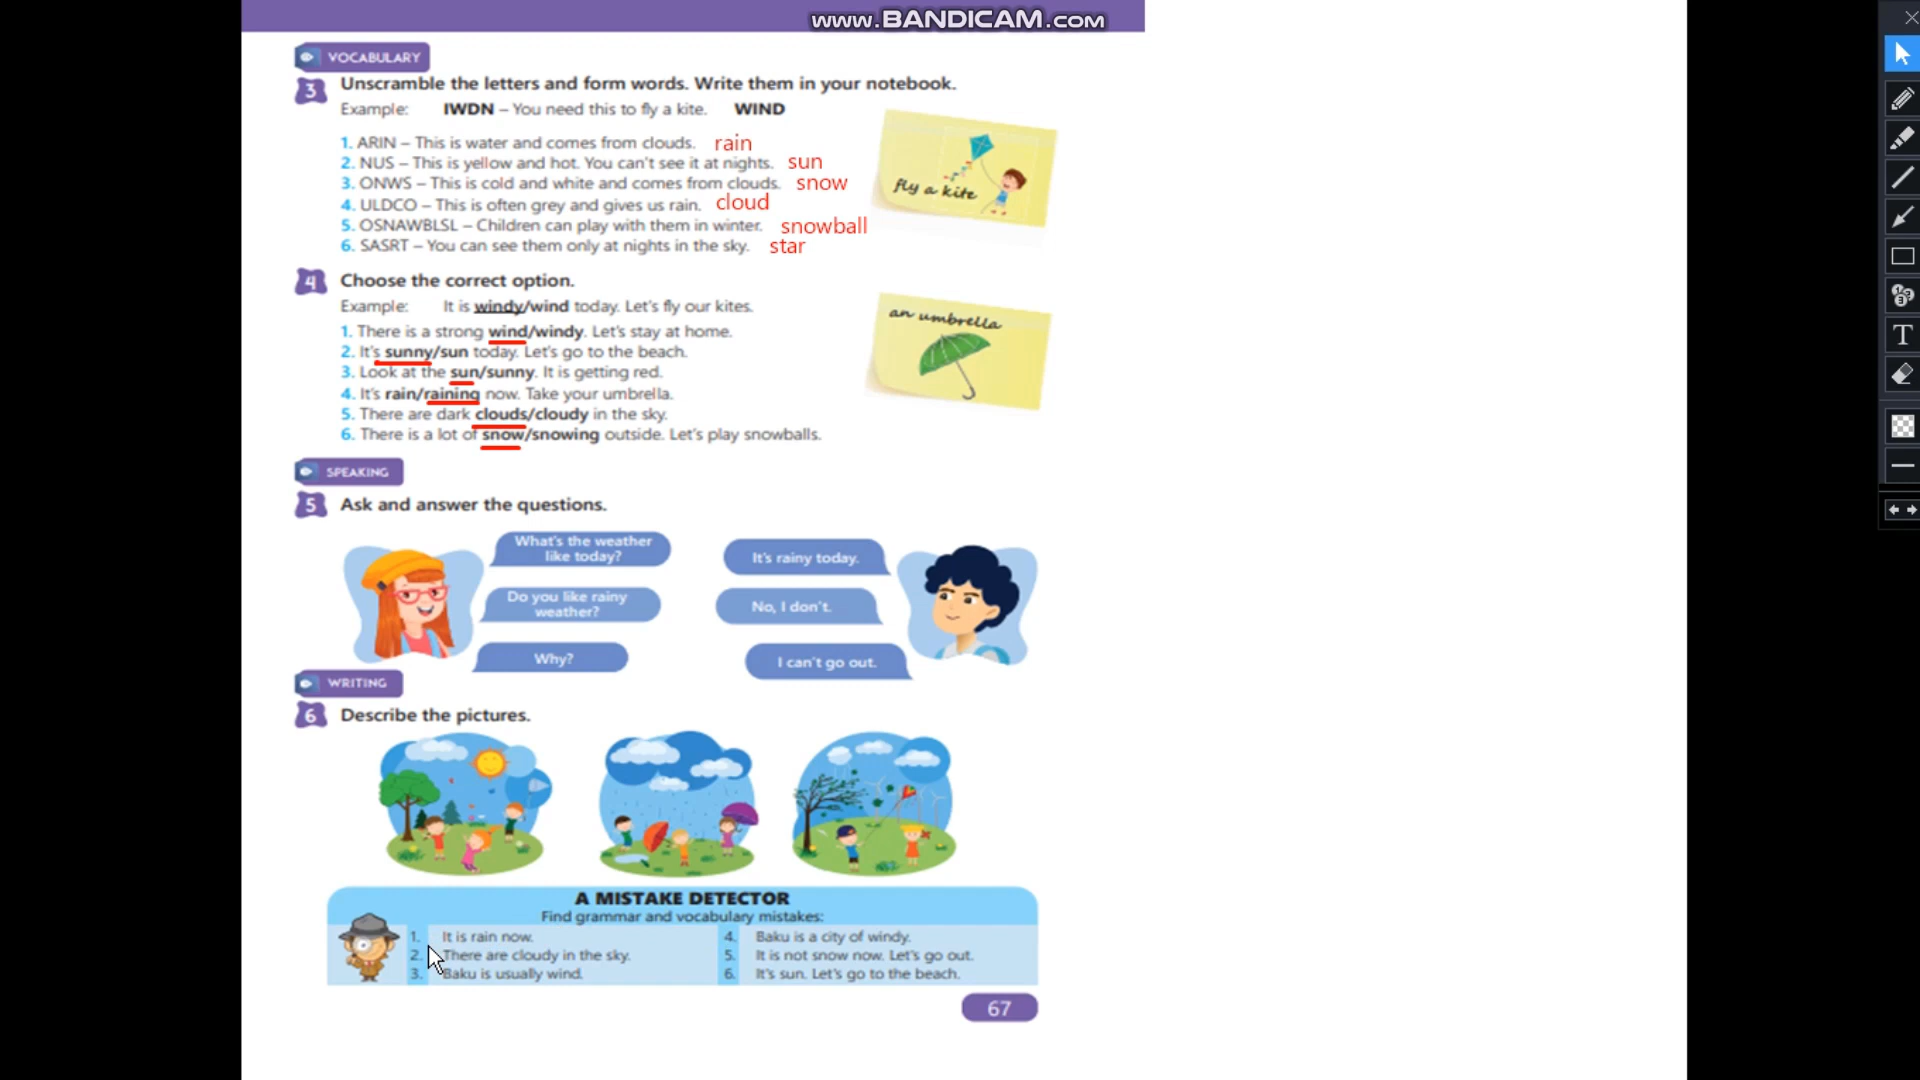 www.BANDICAM.com
VOCABULARY
3 Unscramble the letters and form words. Write them in your notebook.
Example: IWDN – You need this to fly a kite. WIND
1. ARIN – This is water and comes from clouds. rain
2. NUS – This is yellow and hot. You can't see it at nights. sun
3. ONWS – This is cold and white and comes from clouds. snow
4. ULDCO – This is often grey and gives us rain. cloud
5. OSNAWBLSL – Children can play with them in winter. snowball
6. SASRT – You can see them only at nights in the sky. star
fly a kite
4 Choose the correct option.
Example: It is windy/wind today. Let's fly our kites.
1. There is a strong wind/windy. Let's stay at home.
2. It's sunny/sun today. Let's go to the beach.
3. Look at the sun/sunny. It is getting red.
4. It's rain/raining now. Take your umbrella.
5. There are dark clouds/cloudy in the sky.
6. There is a lot of snow/snowing outside. Let's play snowballs.
an umbrella
SPEAKING
5 Ask and answer the questions.
What's the weather
like today?
It's rainy today.
Do you like rainy
weather?
No, I don't.
Why?
I can't go out.
WRITING
6 Describe the pictures.
A MISTAKE DETECTOR
Find grammar and vocabulary mistakes:
1. It is rain now.
2. There are cloudy in the sky.
3. Baku is usually wind.
4. Baku is a city of windy.
5. It is not snow now. Let's go out.
6. It's sun. Let's go to the beach.
67
T